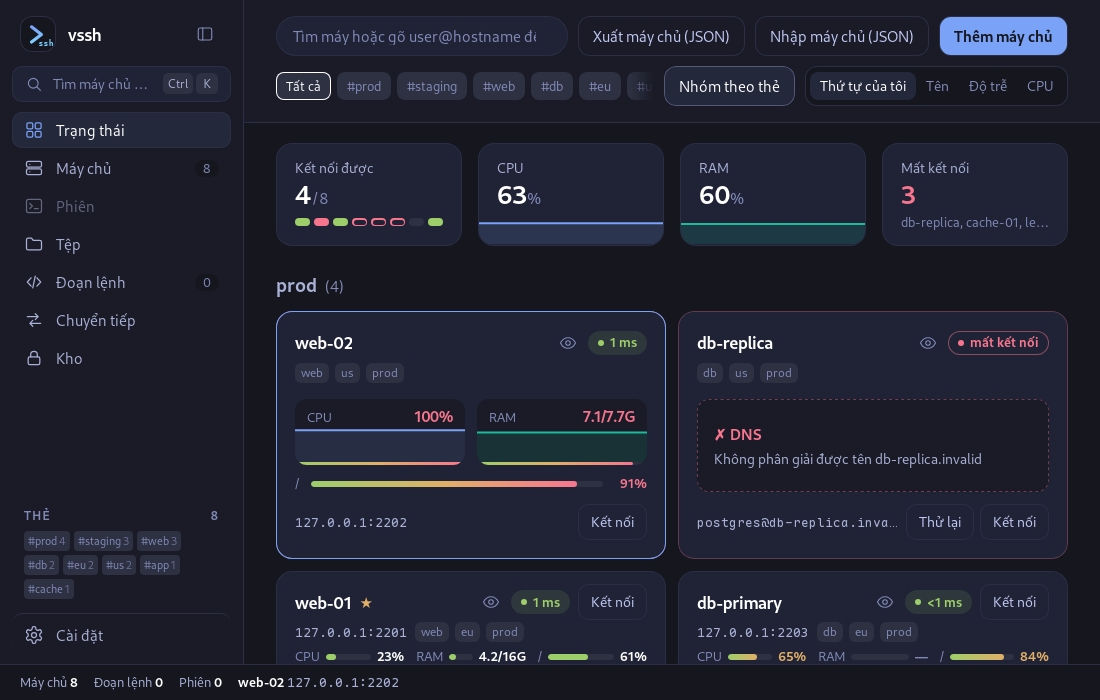 ssh
vssh
Tìm máy chủ ...
Ctrl
K
Trạng thái
Máy chủ
8
Phiên
Tệp
Đoạn lệnh
0
Chuyển tiếp
Kho
THẺ
8
#prod 4
#staging 3
#web 3
#db 2
#eu 2
#us 2
#app 1
#cache 1
Cài đặt
Tìm máy hoặc gõ user@hostname
Xuất máy chủ (JSON)
Nhập máy chủ (JSON)
Thêm máy chủ
Tất cả
#prod
#staging
#web
#db
#eu
Nhóm theo thẻ
Thứ tự của tôi
Tên
Độ trễ
CPU
Kết nối được
4/8
CPU
63%
RAM
60%
Mất kết nối
3
db-replica, cache-01, le...
prod (4)
web-02
1 ms
web
us
prod
CPU
100%
RAM
7.1/7.7G
/
91%
127.0.0.1:2202
Kết nối
db-replica
mất kết nối
db
us
prod
✗ DNS
Không phân giải được tên db-replica.invalid
postgres@db-replica.inva...
Thử lại
Kết nối
web-01 ★
1 ms
Kết nối
127.0.0.1:2201
web
eu
prod
CPU
23%
RAM
4.2/16G
/
61%
db-primary
<1 ms
Kết nối
127.0.0.1:2203
db
eu
prod
CPU
65%
RAM
—
/
84%
Máy chủ 8
Đoạn lệnh 0
Phiên 0
web-02 127.0.0.1:2202